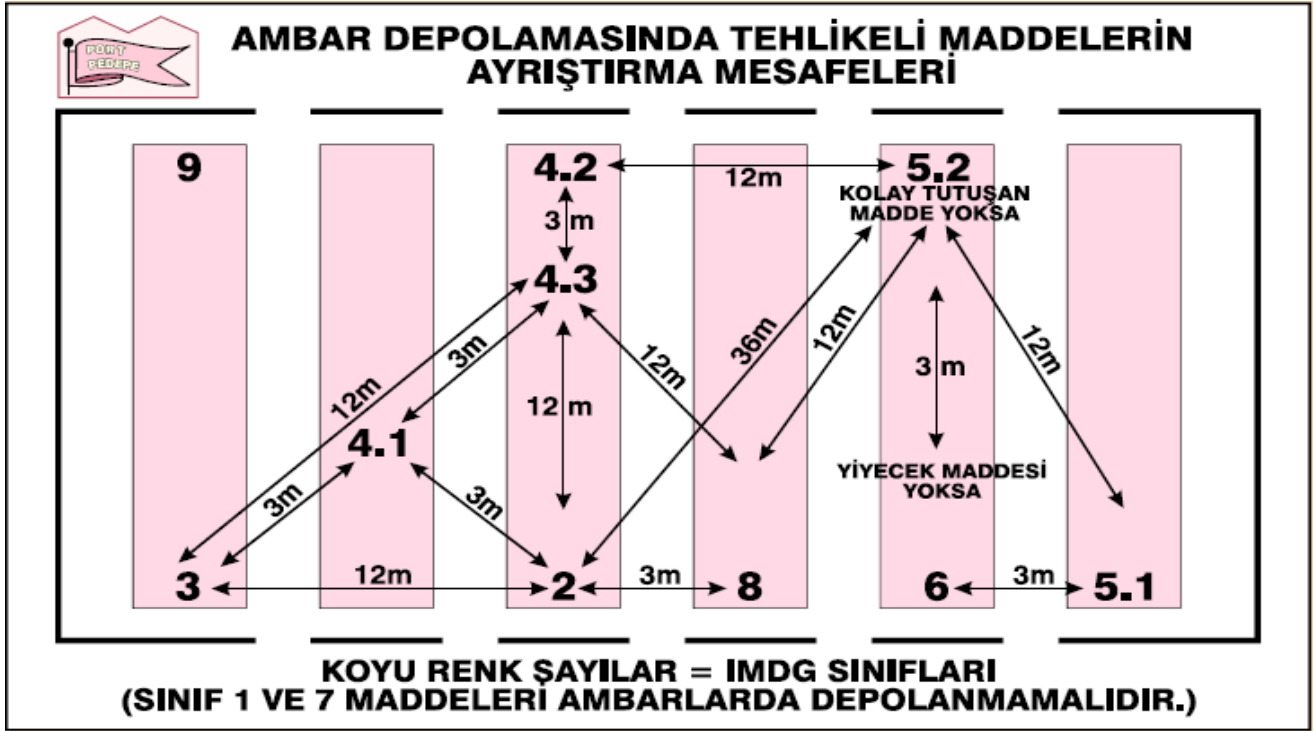 PORT
PEDEPE
AMBAR DEPOLAMASINDA TEHLİKELİ MADDELERİN
AYRIŞTIRMA MESAFELERİ
9
4.2
12m
5.2
KOLAY TUTUŞAN
MADDE YOKSA
3 m
4.3
3m
12m
36m
12m
12m
12m
3 m
12 m
4.1
YİYECEK MADDESİ
YOKSA
3m
3m
3
12m
2
3m
8
6
3m
5.1
KOYU RENK SAYILAR = IMDG SINIFLARI
(SINIF 1 VE 7 MADDELERİ AMBARLARDA DEPOLANMAMALIDIR.)